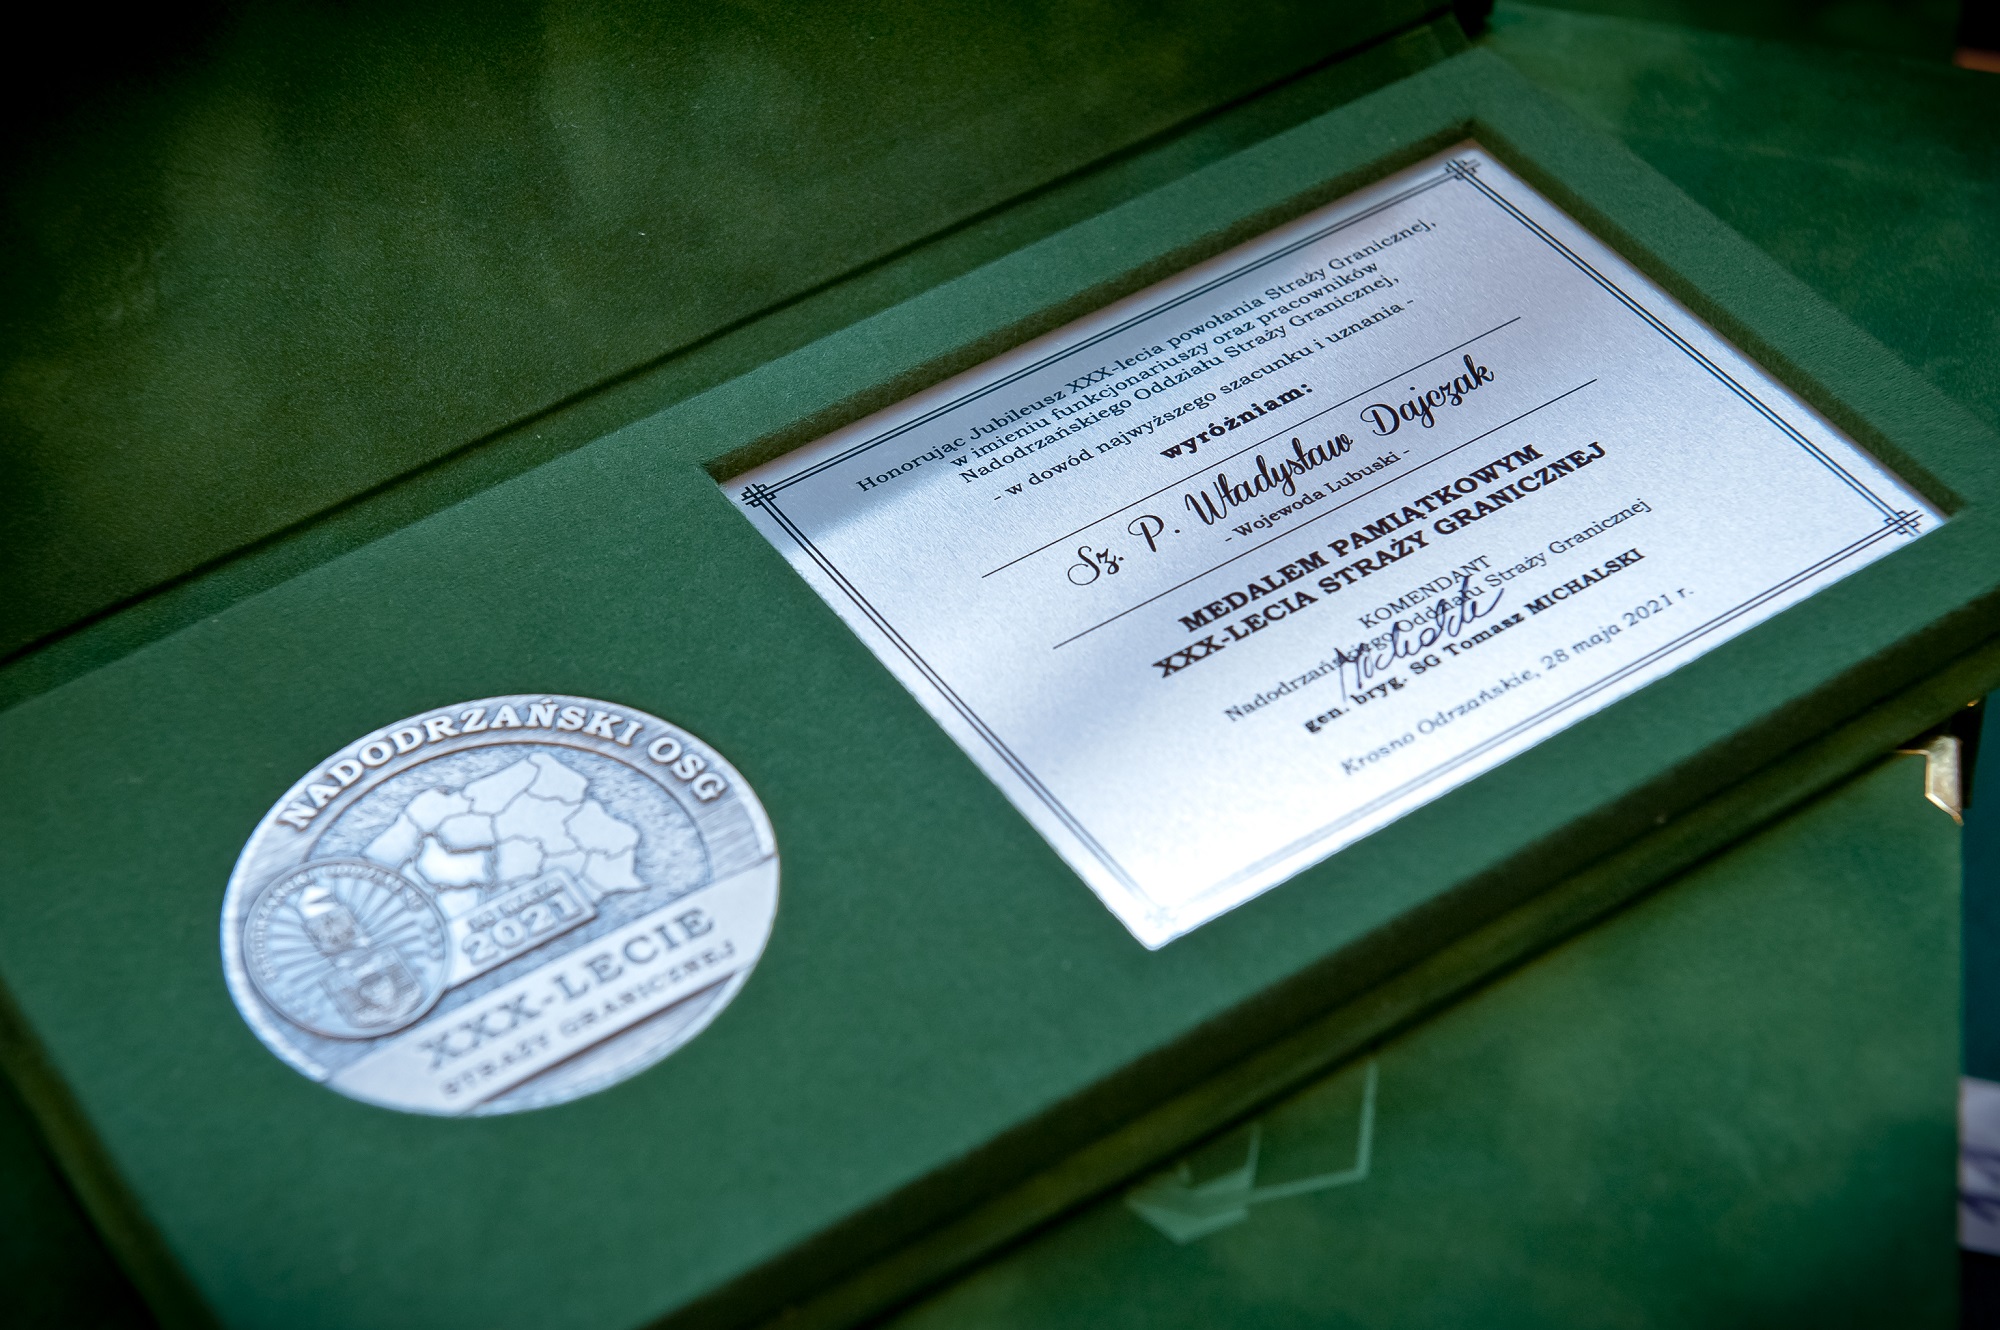 Honorując Jubileusz XXX-lecia powołania Straży Granicznej,
w imieniu funkcjonariuszy oraz pracowników
Nadodrzańskiego Oddziału Straży Granicznej,
- w dowód najwyższego szacunku i uznania -
wyróżniam:
Sz. P. Władysław Dajczak
- Wojewoda Lubuski -
MEDALEM PAMIĄTKOWYM
XXX-LECIA STRAŻY GRANICZNEJ
KOMENDANT
Nadodrzańskiego Oddziału Straży Granicznej
gen. bryg. SG Tomasz MICHALSKI
Krosno Odrzańskie, 28 maja 2021 r.
NADODRZAŃSKI OSG
2021
XXX-LECIE
STRAŻY GRANICZNEJ